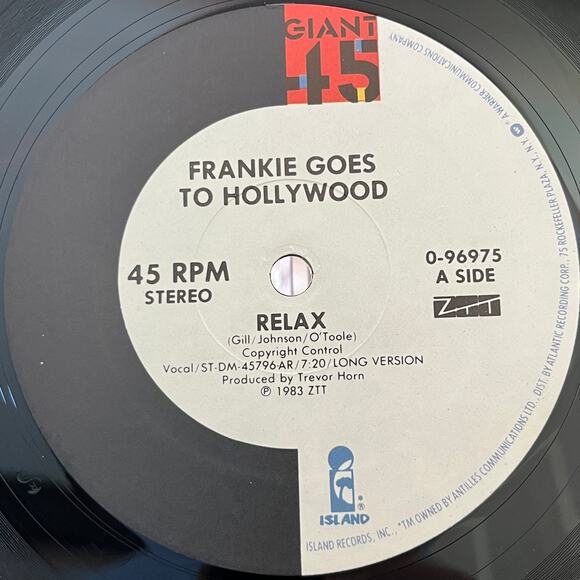 GIANT
45
FRANKIE GOES
TO HOLLYWOOD
45 RPM
STEREO
0-96975
A SIDE
ZTT
RELAX
(Gill/Johnson/O'Toole)
Copyright Control
Vocal/ST-DM-45796-AR/7:20/LONG VERSION
Produced by Trevor Horn
℗ 1983 ZTT
ISLAND ®
ISLAND RECORDS, INC., *TM OWNED BY ANTILLES COMMUNICATIONS LTD., DIST. BY ATLANTIC RECORDING CORP., 75 ROCKEFELLER PLAZA, N.Y., N.Y. A WARNER COMMUNICATIONS COMPANY